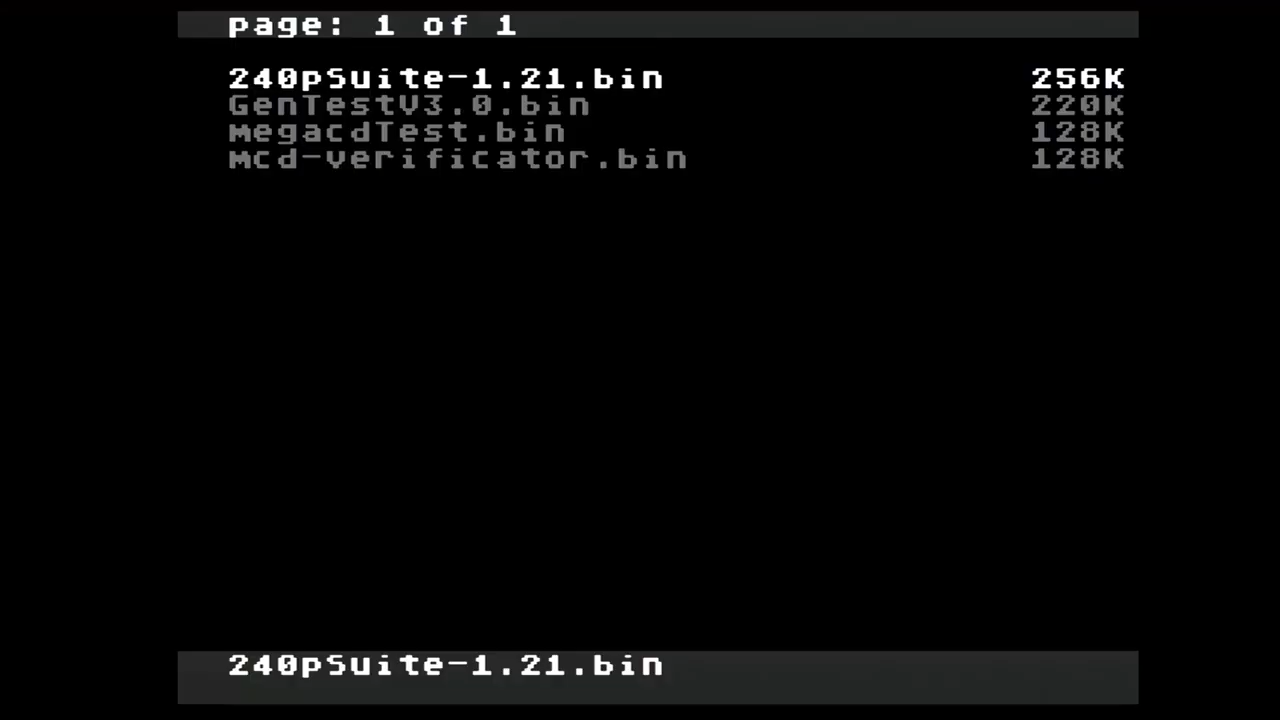 page: 1 of 1
240pSuite-1.21.bin 256K
GenTestV3.0.bin 220K
megacdTest.bin 128K
mcd-verificator.bin 128K
240pSuite-1.21.bin